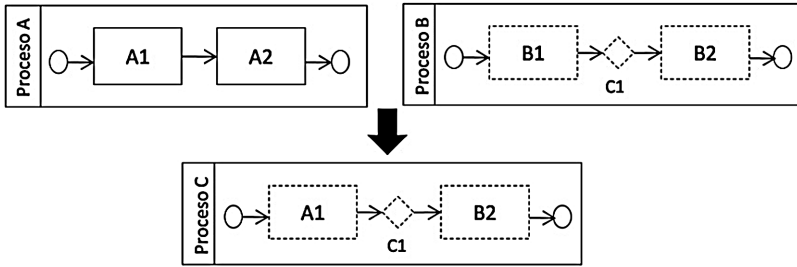 Proceso A
A1
A2
Proceso B
B1
B2
C1
Proceso C
A1
B2
C1